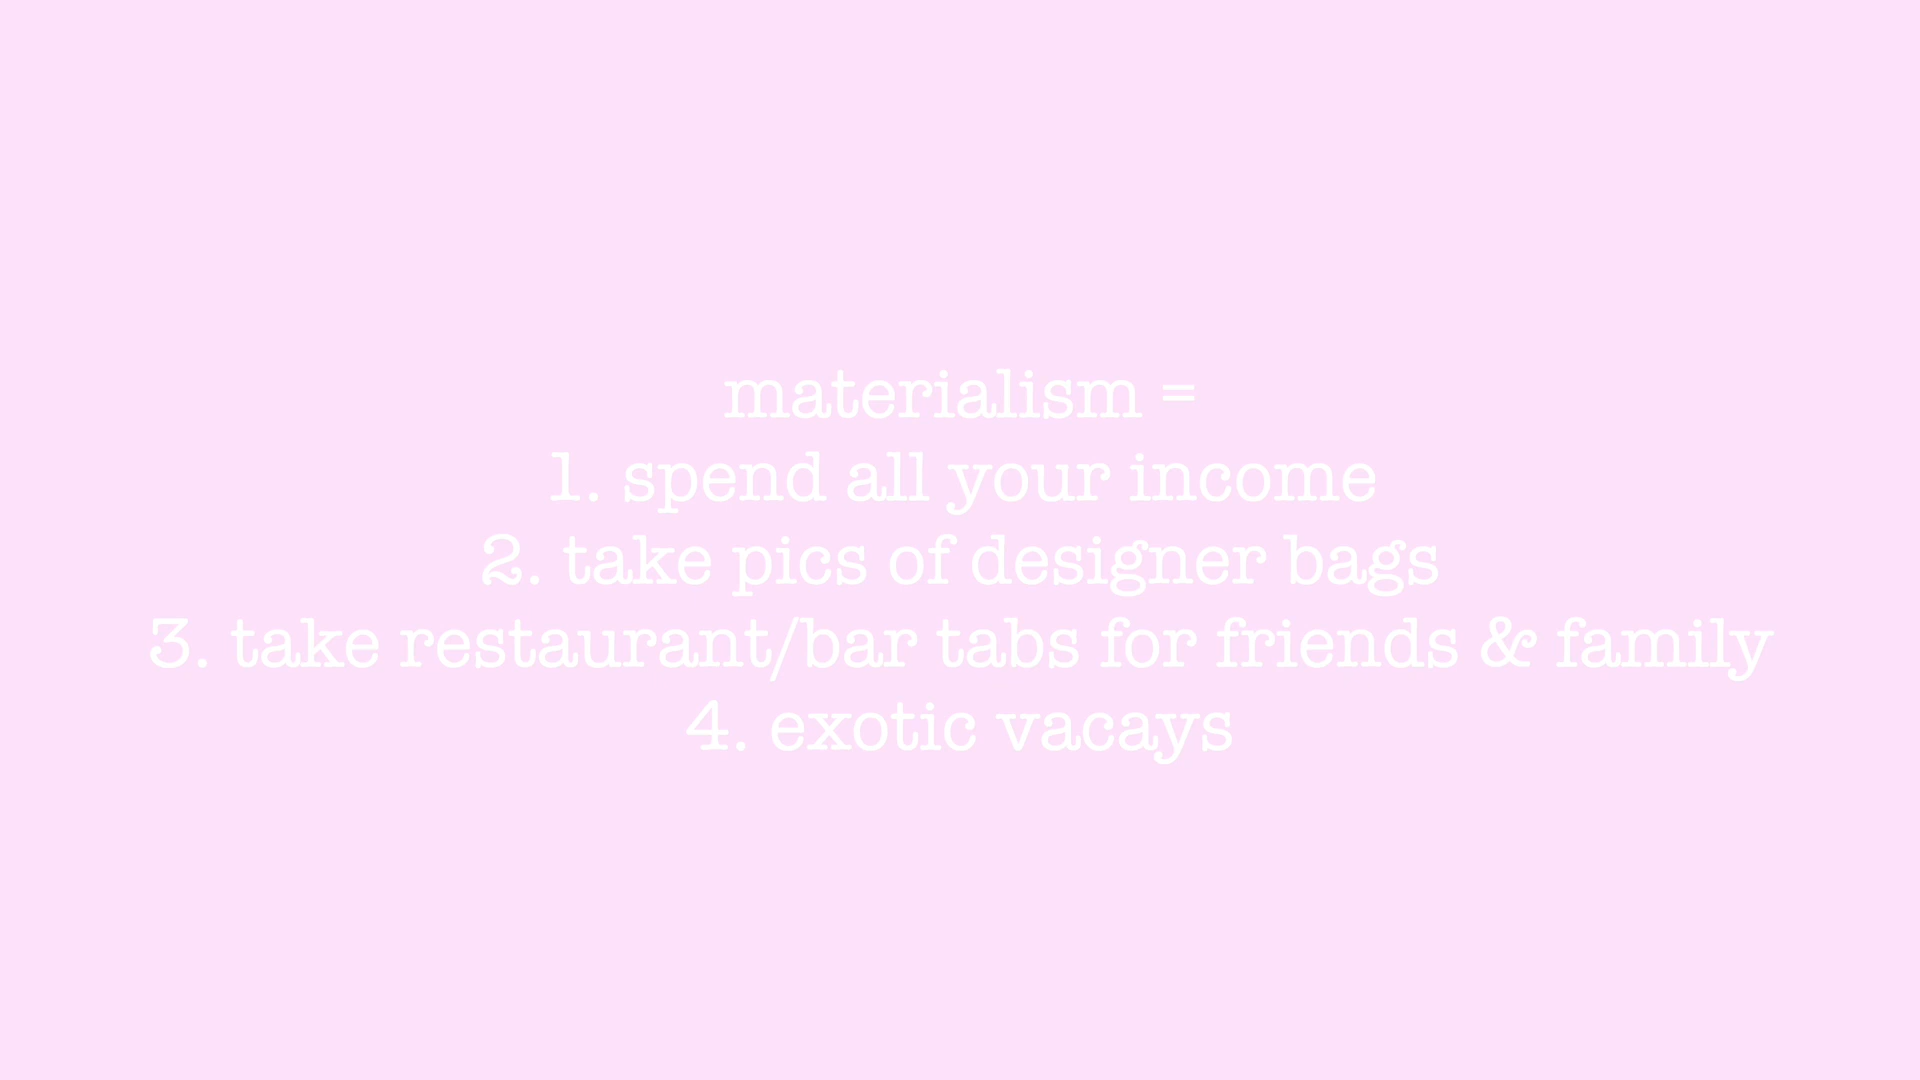 materialism =
1. spend all your income
2. take pics of designer bags
3. take restaurant/bar tabs for friends & family
4. exotic vacays